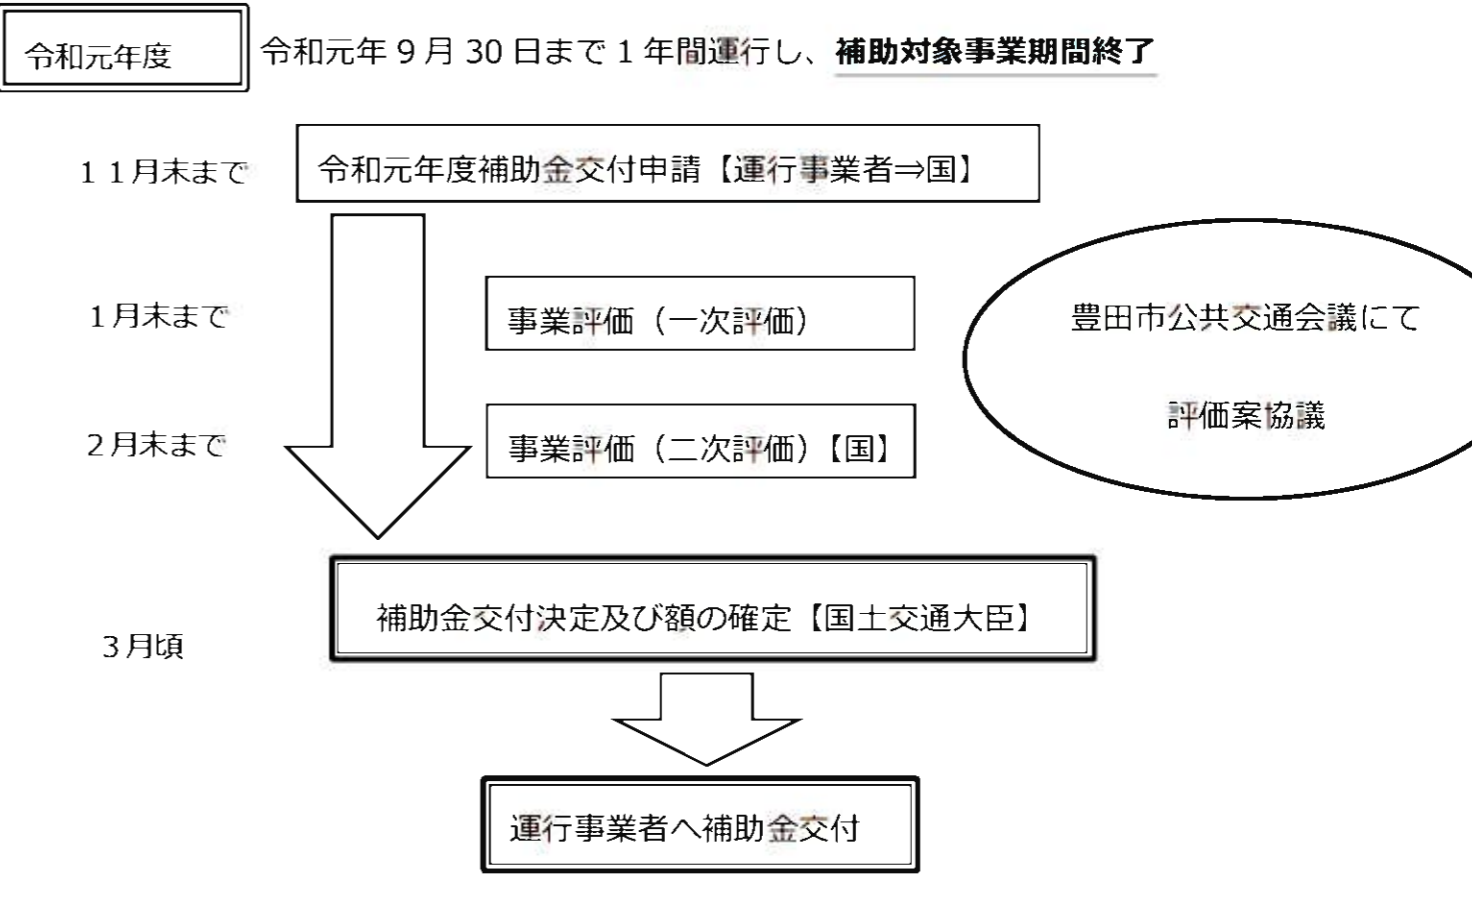 令和元年度
令和元年9月30日まで1年間運行し、補助対象事業期間終了
11月末まで
令和元年度補助金交付申請【運行事業者⇒国】
1月末まで
事業評価（一次評価）
豊田市公共交通会議にて
評価案協議
2月末まで
事業評価（二次評価）【国】
補助金交付決定及び額の確定【国土交通大臣】
3月頃
運行事業者へ補助金交付